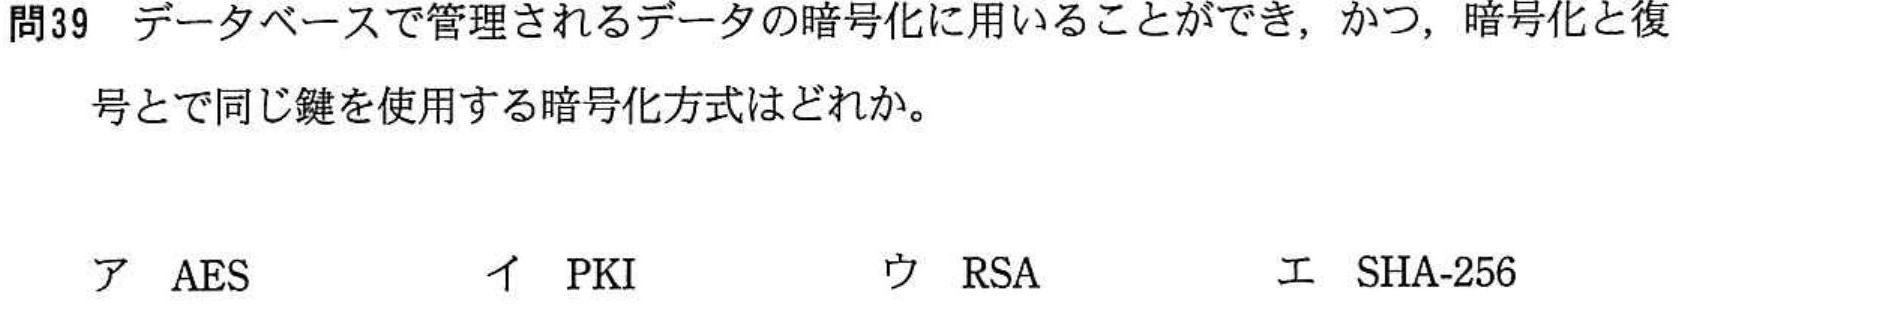 問39　データベースで管理されるデータの暗号化に用いることができ，かつ，暗号化と復
号とで同じ鍵を使用する暗号化方式はどれか。
ア　AES　イ　PKI　ウ　RSA　エ　SHA-256